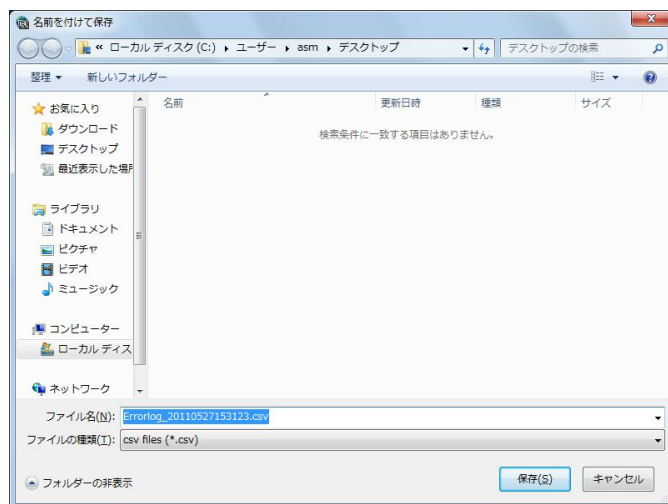 名前を付けて保存
« ローカル ディスク (C:) ▸ ユーザー ▸ asm ▸ デスクトップ
デスクトップの検索
整理 ▼ 新しいフォルダー
お気に入り
ダウンロード
デスクトップ
最近表示した場所
ライブラリ
ドキュメント
ピクチャ
ビデオ
ミュージック
コンピューター
ローカル ディス
ネットワーク
名前 更新日時 種類 サイズ
検索条件に一致する項目はありません。
ファイル名(N): Errorlog_20110527153123.csv
ファイルの種類(T): csv files (*.csv)
フォルダーの非表示
保存(S) キャンセル